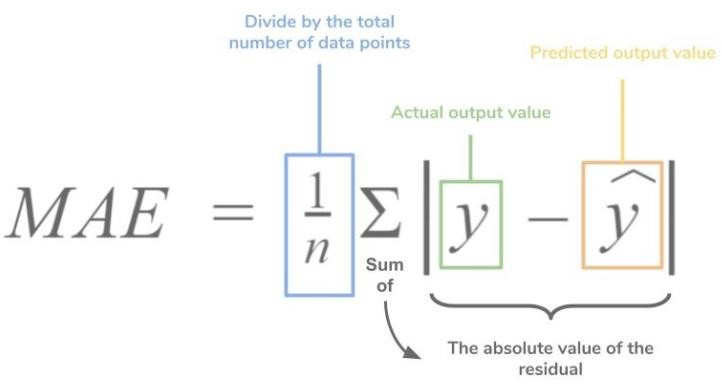 Divide by the total
number of data points
Predicted output value
Actual output value
MAE = 1/n Σ |y − ŷ|
Sum
of
The absolute value of the
residual